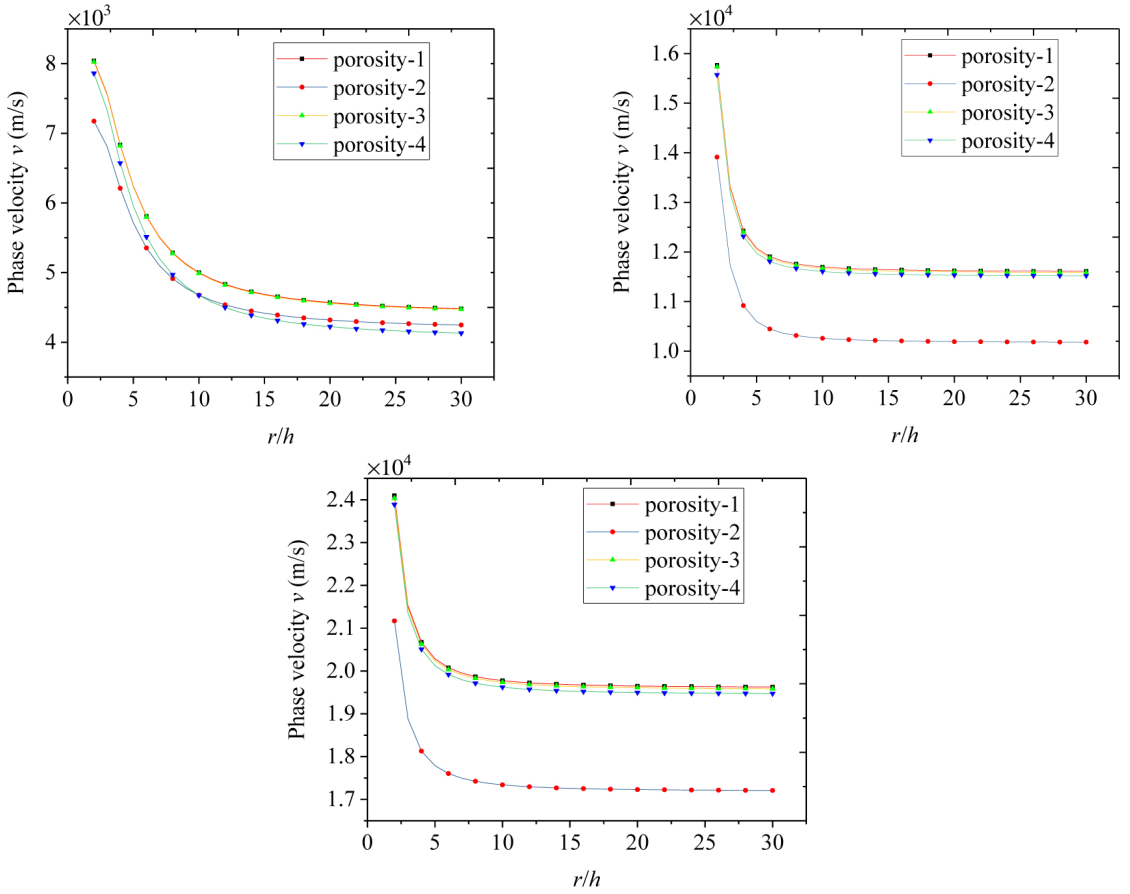 ×10³
8
7
6
5
4
Phase velocity v (m/s)
0 5 10 15 20 25 30
r/h
porosity-1
porosity-2
porosity-3
porosity-4
×10⁴
1.6
1.5
1.4
1.3
1.2
1.1
1.0
Phase velocity v (m/s)
0 5 10 15 20 25 30
r/h
porosity-1
porosity-2
porosity-3
porosity-4
×10⁴
2.4
2.3
2.2
2.1
2.0
1.9
1.8
1.7
Phase velocity v (m/s)
0 5 10 15 20 25 30
r/h
porosity-1
porosity-2
porosity-3
porosity-4